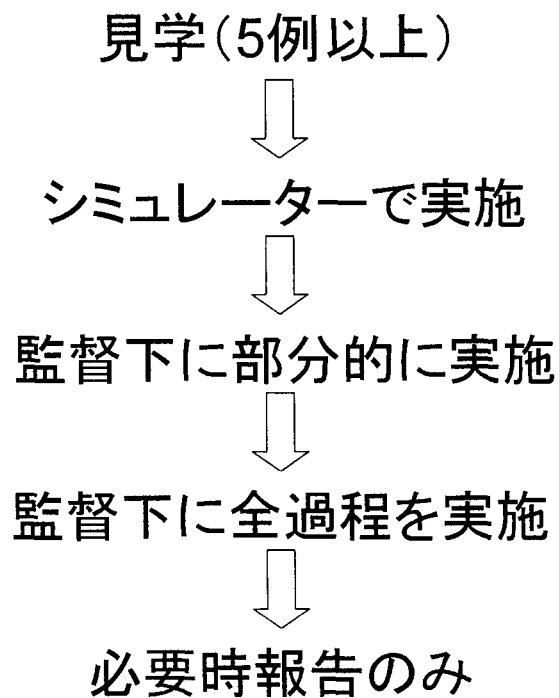 見学(5例以上)
シミュレーターで実施
監督下に部分的に実施
監督下に全過程を実施
必要時報告のみ